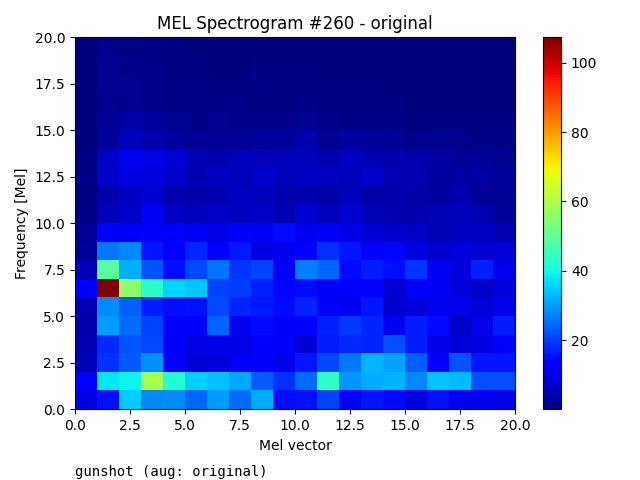 MEL Spectrogram #260 - original
20.0
17.5
15.0
12.5
10.0
7.5
5.0
2.5
0.0
Frequency [Mel]
0.0 2.5 5.0 7.5 10.0 12.5 15.0 17.5 20.0
Mel vector
100
80
60
40
20
gunshot (aug: original)